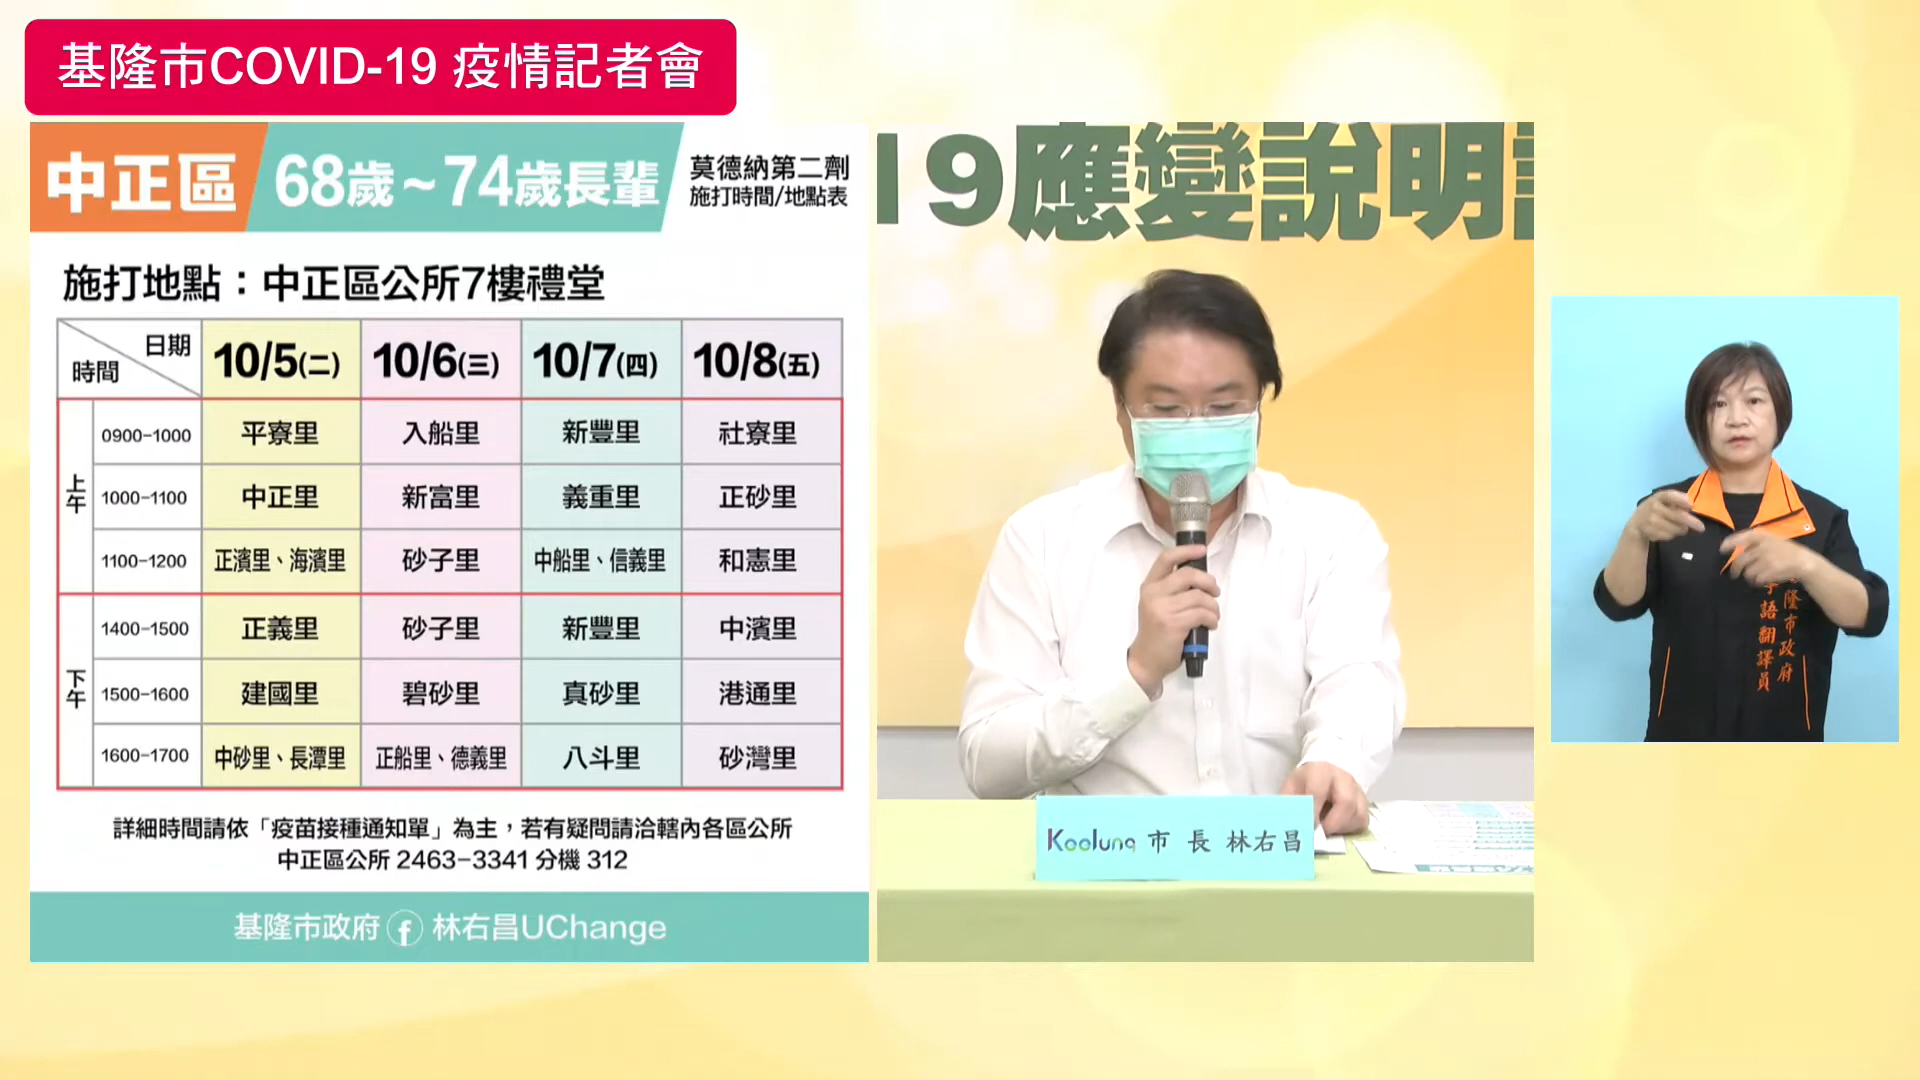 基隆市COVID-19 疫情記者會
中正區
68歲~74歲長輩
莫德納第二劑
施打時間/地點表
施打地點：中正區公所7樓禮堂
日期
時間
10/5(二) 10/6(三) 10/7(四) 10/8(五)
上午
0900-1000 平寮里 入船里 新豐里 社寮里
1000-1100 中正里 新富里 義重里 正砂里
1100-1200 正濱里、海濱里 砂子里 中船里、信義里 和憲里
下午
1400-1500 正義里 砂子里 新豐里 中濱里
1500-1600 建國里 碧砂里 真砂里 港通里
1600-1700 中砂里、長潭里 正船里、德義里 八斗里 砂灣里
詳細時間請依「疫苗接種通知單」為主，若有疑問請洽轄內各區公所
中正區公所 2463-3341 分機 312
基隆市政府 f 林右昌UChange
19應變說明
Keelung 市 長 林右昌
隆市政府
手語翻譯員